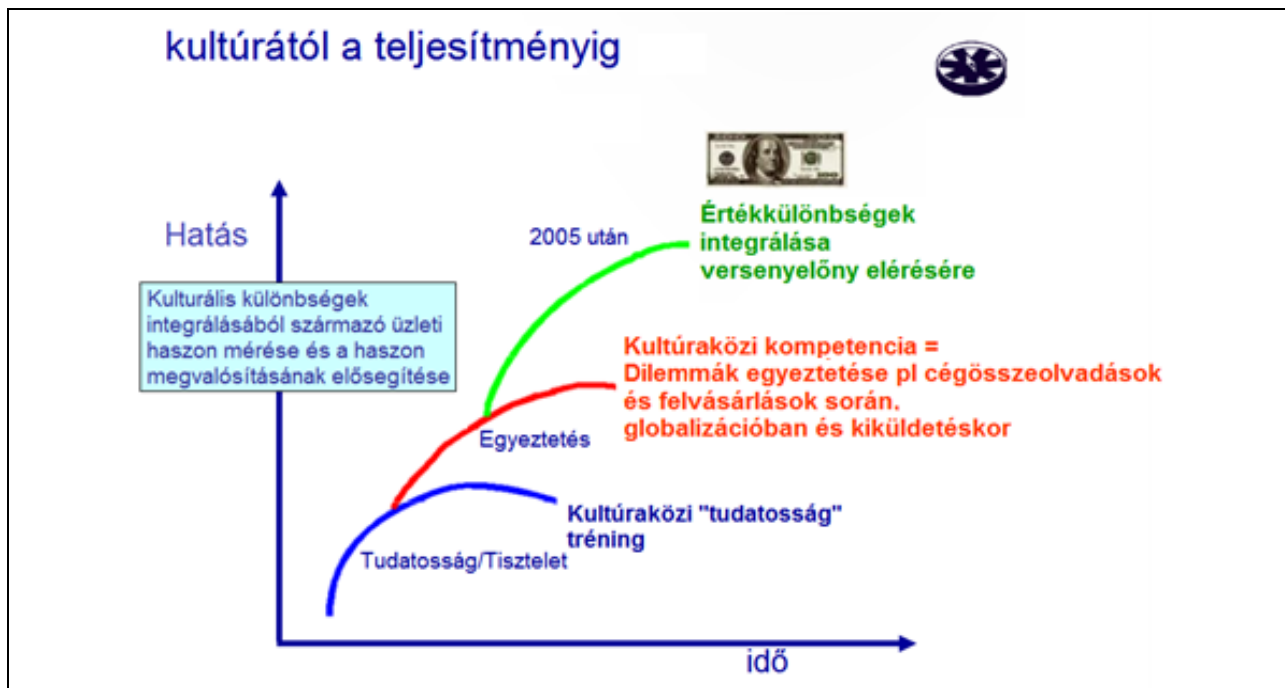 kultúrától a teljesítményig
Hatás
2005 után
Értékkülönbségek
integrálása
versenyelőny elérésére
Kulturális különbségek
integrálásából származó üzleti
haszon mérése és a haszon
megvalósításának elősegítése
Kultúraközi kompetencia =
Dilemmák egyeztetése pl cégösszeolvadások
és felvásárlások során.
globalizációban és kiküldetéskor
Egyeztetés
Kultúraközi "tudatosság"
tréning
Tudatosság/Tisztelet
idő